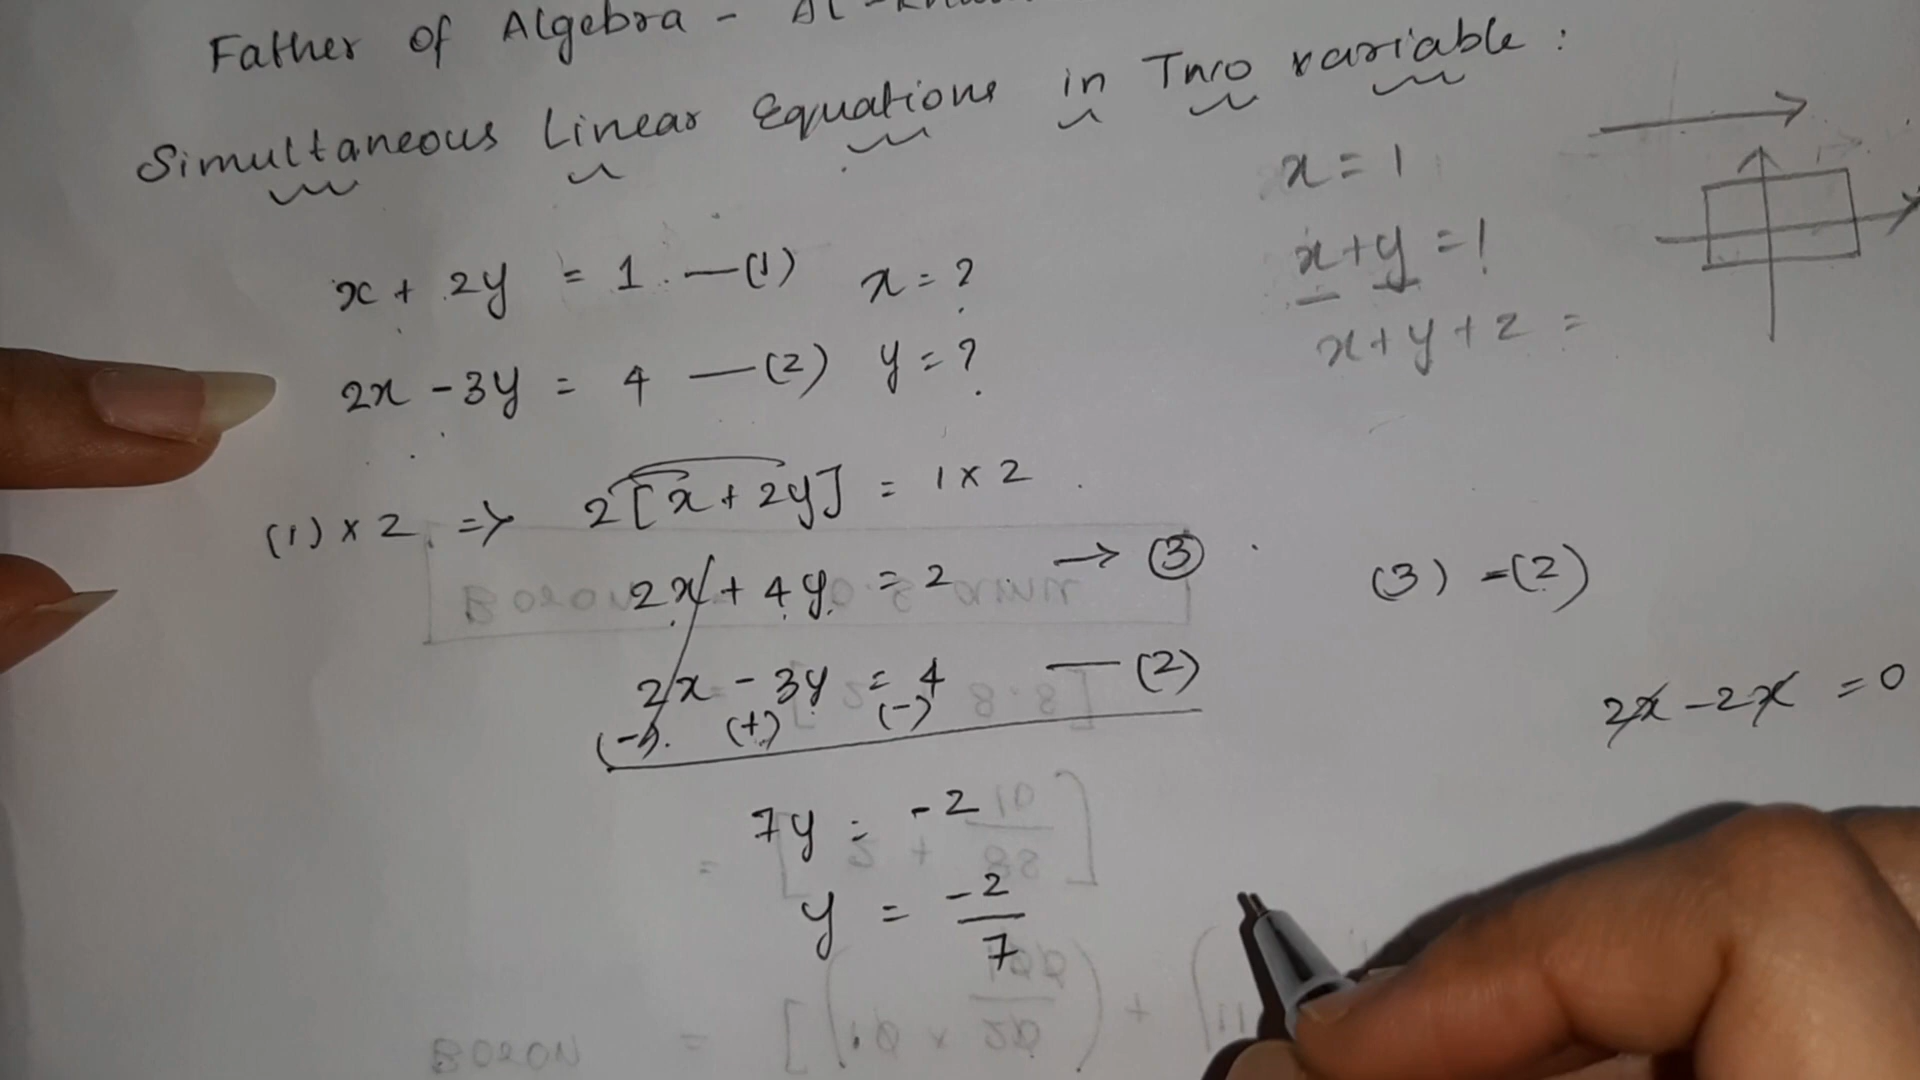 Father of Algebra -
Simultaneous Linear Equations in Two variable :
x = 1
x + y = 1
x + y + z =
x + 2y = 1 — (1) x = ?
2x - 3y = 4 — (2) y = ?
(1) x 2 => 2[x + 2y] = 1 x 2
2x + 4y = 2 → ③
(3) - (2)
2x - 3y = 4 — (2)
(-) (+) (-)
2x - 2x = 0
7y = -2
y = -2/7